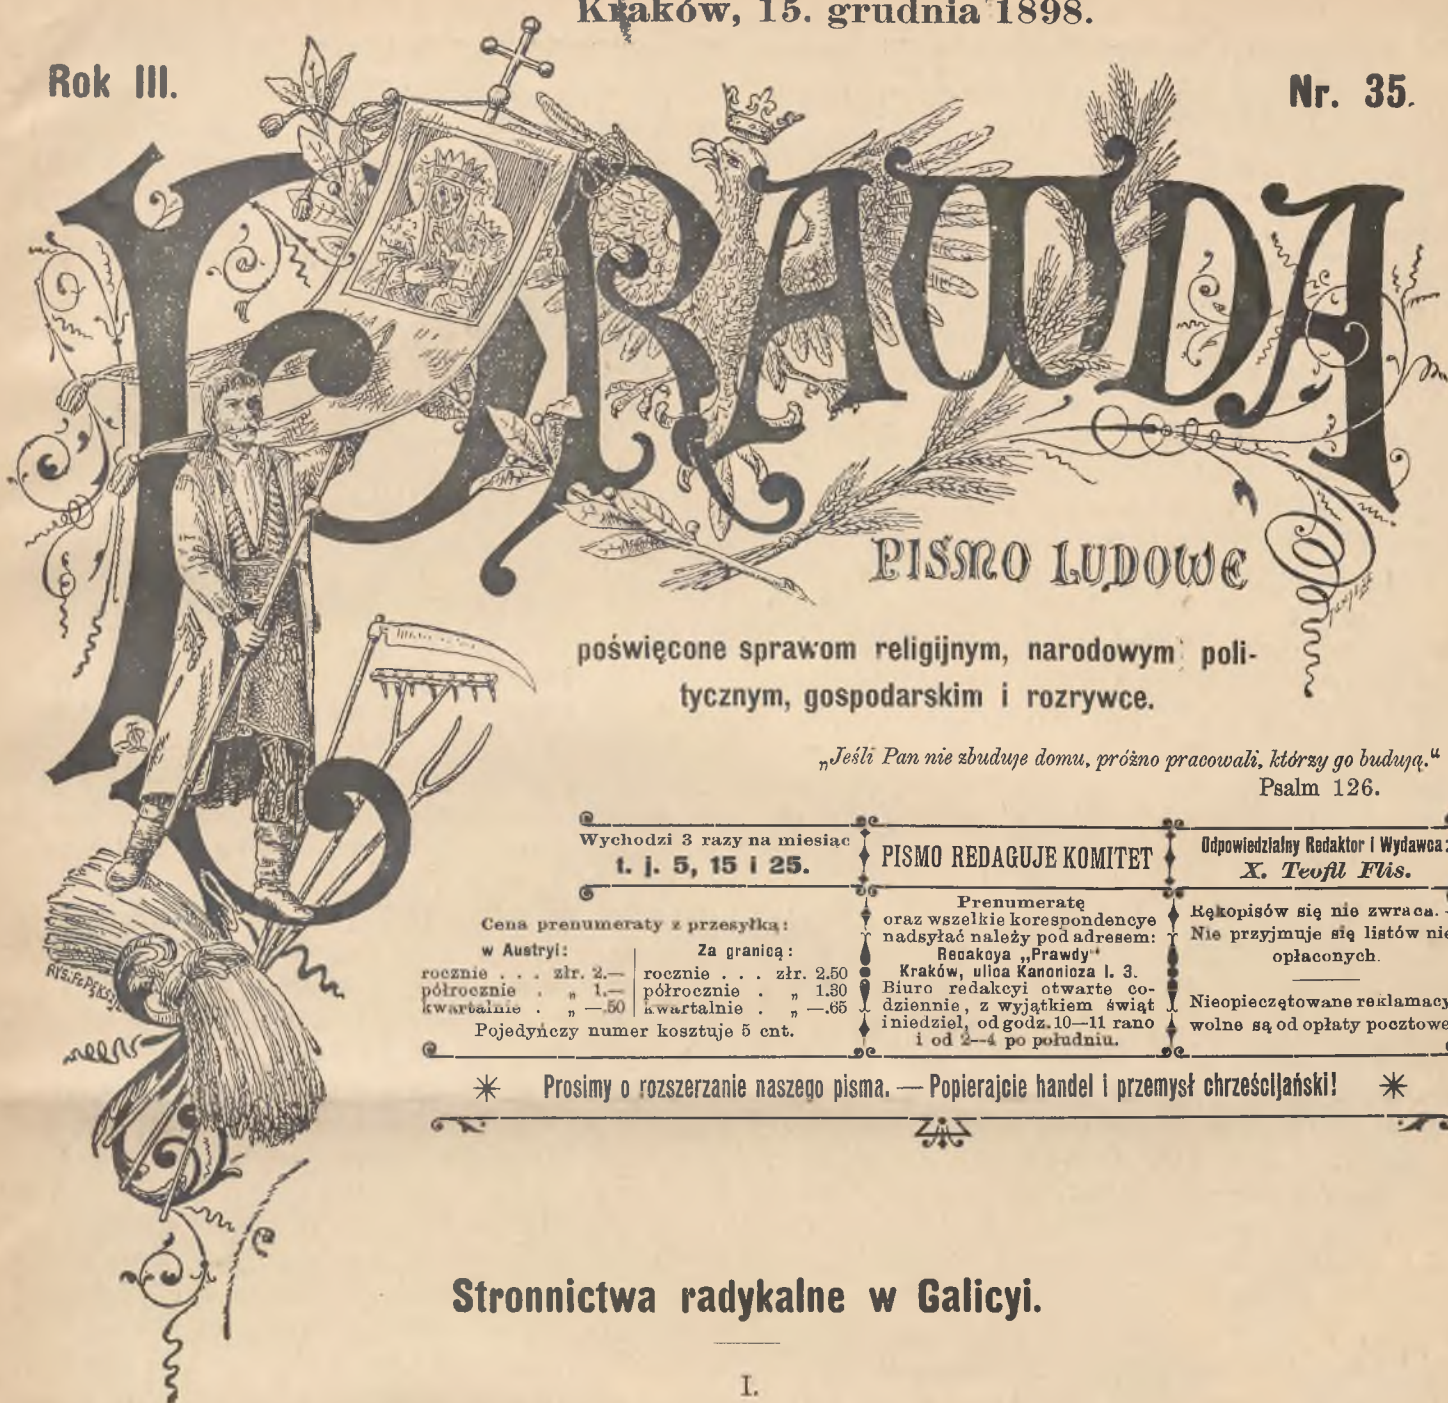 Kraków, 15. grudnia 1898.
Rok III.
Nr. 35.
PRAWDA
PISMO LUDOWE
poświęcone sprawom religijnym, narodowym poli-
tycznym, gospodarskim i rozrywce.
„Jeśli Pan nie zbuduje domu, próżno pracowali, którzy go budują.“
Psalm 126.
Wychodzi 3 razy na miesiąc
t. j. 5, 15 i 25.
PISMO REDAGUJE KOMITET
Odpowiedzialny Redaktor i Wydawca:
X. Teofil Flis.
Cena prenumeraty z przesyłką:
w Austryi:
rocznie . . . złr. 2.—
półrocznie . „ 1.—
kwartalnie . „ —.50
Za granicą:
rocznie . . . złr. 2.50
półrocznie . „ 1.30
kwartalnie . „ —.65
Pojedyńczy numer kosztuje 5 cnt.
Prenumeratę
oraz wszelkie korespondencye
nadsyłać należy pod adresem:
Redakcya „Prawdy“
Kraków, ulica Kanonicza l. 3.
Biuro redakcyi otwarte co-
dziennie, z wyjątkiem świąt
i niedziel, od godz. 10—11 rano
i od 2—4 po południu.
Rękopisów się nie zwraca. -
Nie przyjmuje się listów nie
opłaconych.
Nieopieczętowane reklamacy
wolne są od opłaty pocztowe
RYS. F. PĘKSY
Prosimy o rozszerzanie naszego pisma. — Popierajcie handel i przemysł chrześcijański!
Stronnictwa radykalne w Galicyi.
I.